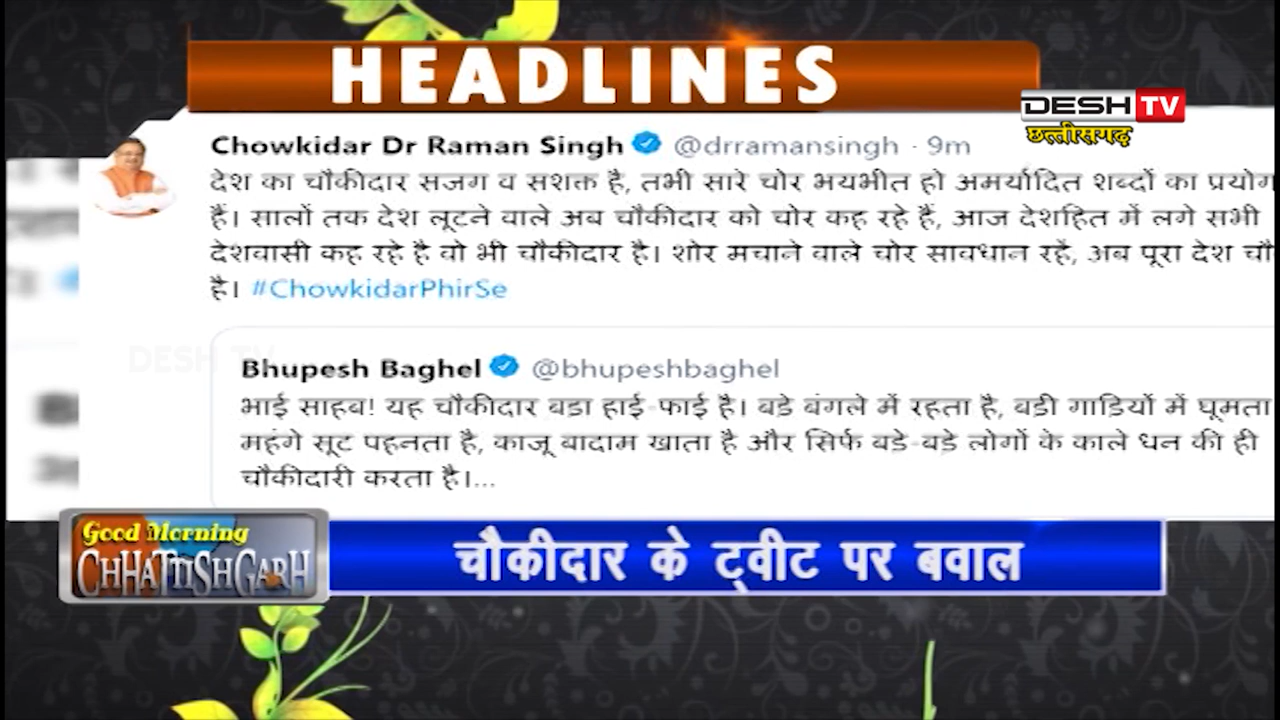 HEADLINES
DESH TV
छत्तीसगढ़
Chowkidar Dr Raman Singh @drramansingh · 9m
देश का चौकीदार सजग व सशक्त है, तभी सारे चोर भयभीत हो अमर्यादित शब्दों का प्रयोग
हैं। सालों तक देश लूटने वाले अब चौकीदार को चोर कह रहे हैं, आज देशहित में लगे सभी
देशवासी कह रहे है वो भी चौकीदार है। शोर मचाने वाले चोर सावधान रहें, अब पूरा देश चौ
है। #ChowkidarPhirSe
DESH TV
Bhupesh Baghel @bhupeshbaghel
भाई साहब! यह चौकीदार बडा हाई-फाई है। बडे बंगले में रहता है, बडी गाडियों में घूमता
महंगे सूट पहनता है, काजू बादाम खाता है और सिर्फ बडे-बडे लोगों के काले धन की ही
चौकीदारी करता है।...
Good Morning
CHHATTISHGARH
चौकीदार के ट्वीट पर बवाल